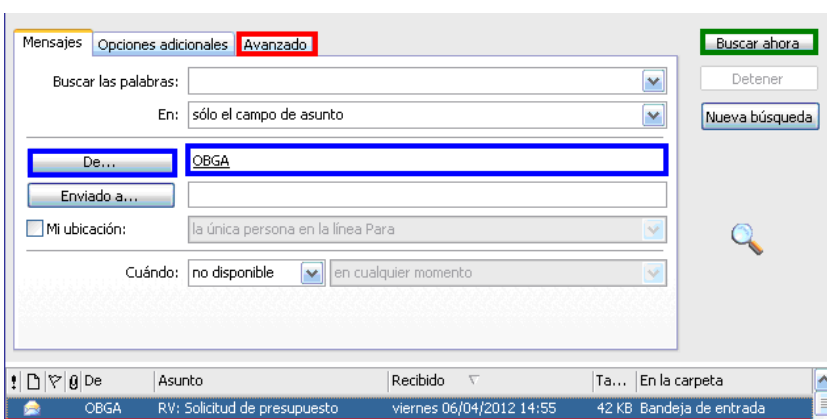 Mensajes Opciones adicionales Avanzado Buscar ahora
Buscar las palabras: Detener
En: sólo el campo de asunto Nueva búsqueda
De... OBGA
Enviado a...
Mi ubicación: la única persona en la línea Para
Cuándo: no disponible en cualquier momento
! De Asunto Recibido Ta... En la carpeta
OBGA RV: Solicitud de presupuesto viernes 06/04/2012 14:55 42 KB Bandeja de entrada